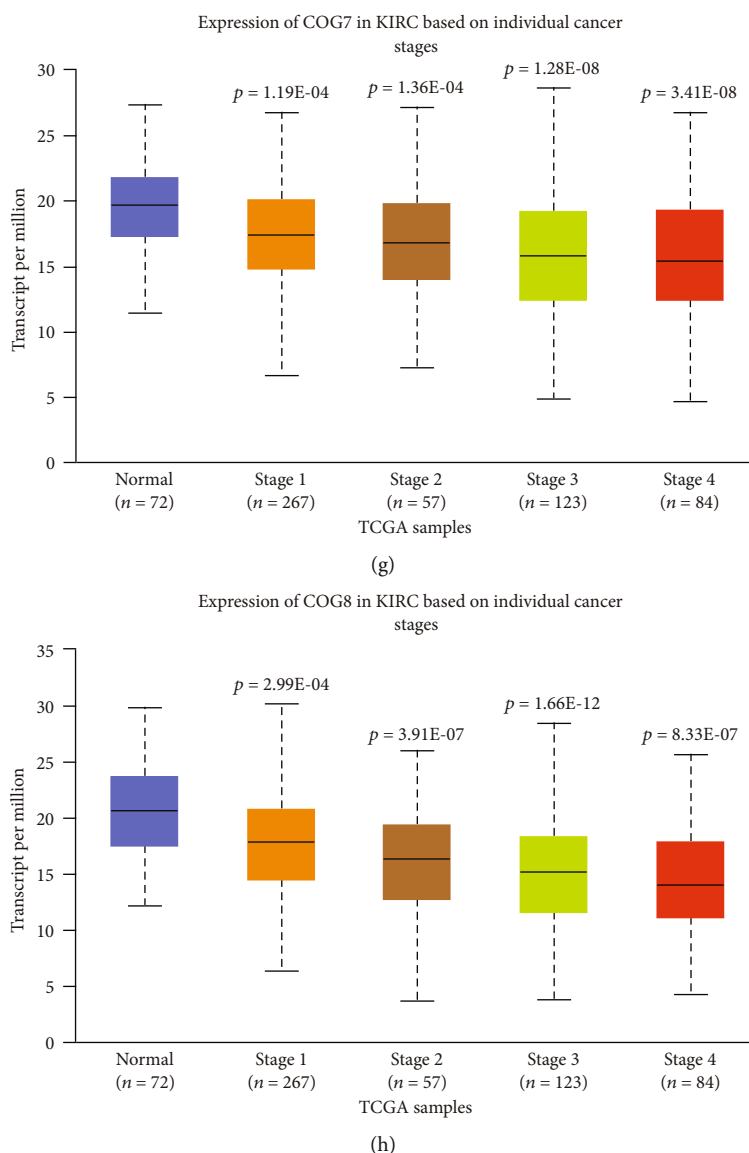 Expression of COG7 in KIRC based on individual cancer
stages
30
25
20
15
10
5
0
Transcript per million
p = 1.19E-04
p = 1.36E-04
p = 1.28E-08
p = 3.41E-08
Normal
(n = 72)
Stage 1
(n = 267)
Stage 2
(n = 57)
Stage 3
(n = 123)
Stage 4
(n = 84)
TCGA samples
(g)
Expression of COG8 in KIRC based on individual cancer
stages
35
30
25
20
15
10
5
0
Transcript per million
p = 2.99E-04
p = 3.91E-07
p = 1.66E-12
p = 8.33E-07
Normal
(n = 72)
Stage 1
(n = 267)
Stage 2
(n = 57)
Stage 3
(n = 123)
Stage 4
(n = 84)
TCGA samples
(h)